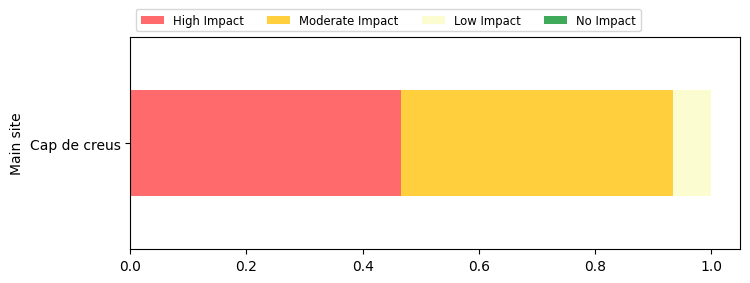 High Impact Moderate Impact Low Impact No Impact
Main site
Cap de creus
0.0 0.2 0.4 0.6 0.8 1.0